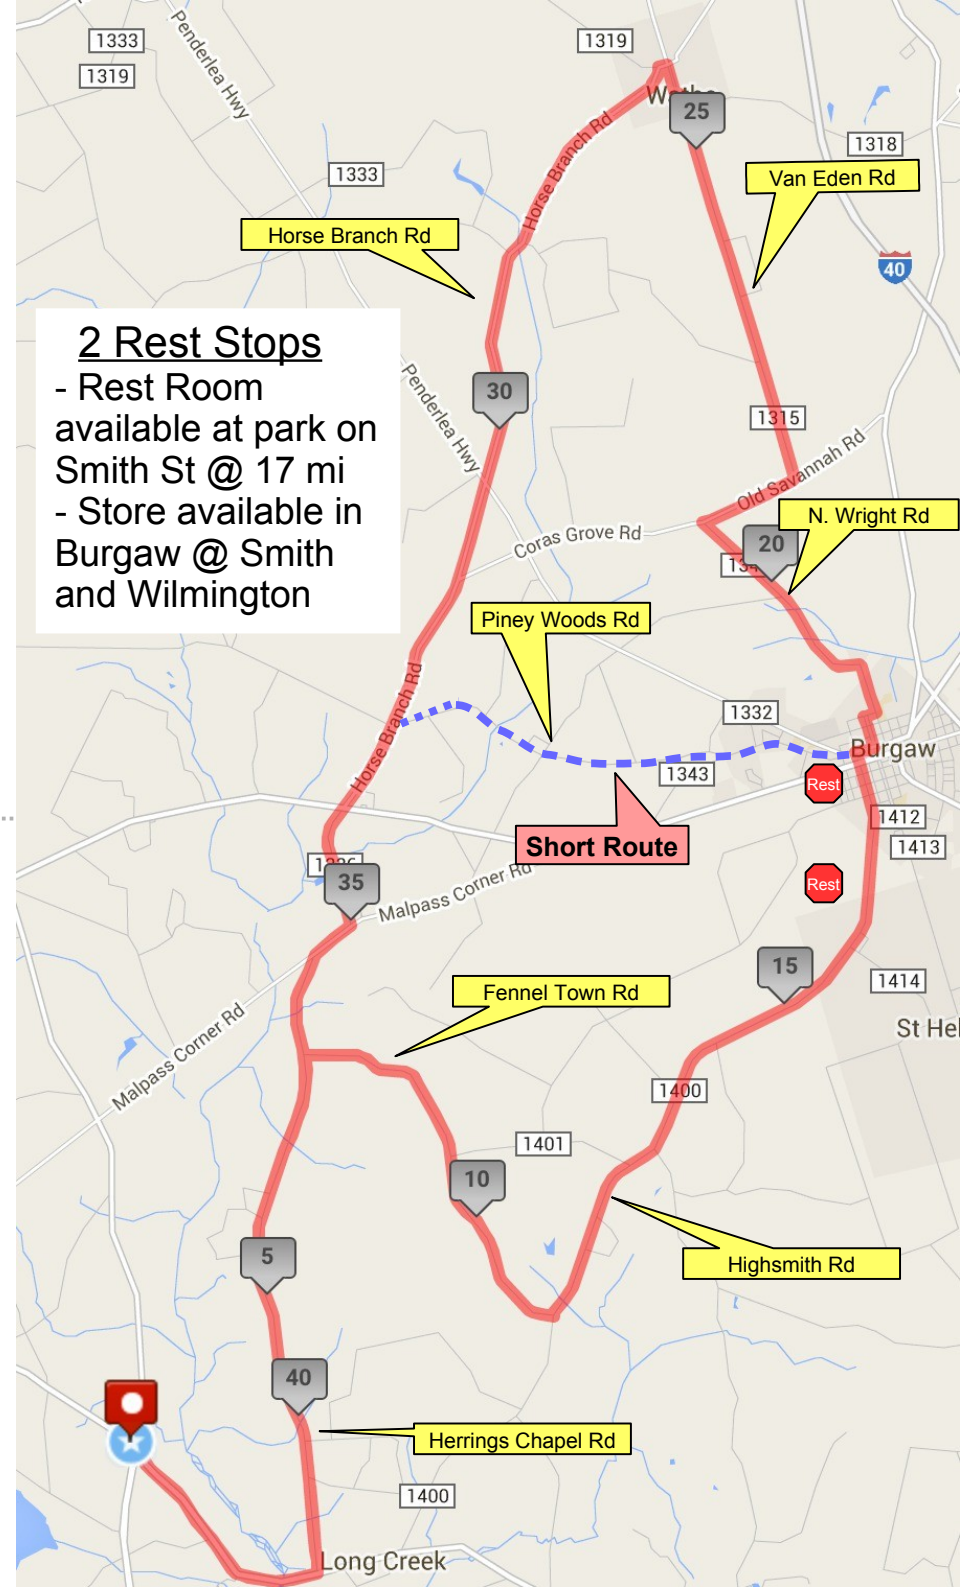 1333
1319
Penderlea Hwy
1319
Horse Branch Rd
25
1318
1333
Van Eden Rd
Horse Branch Rd
40
2 Rest Stops
- Rest Room
available at park on
Smith St @ 17 mi
- Store available in
Burgaw @ Smith
and Wilmington
30
Penderlea Hwy
1315
Old Savannah Rd
N. Wright Rd
Coras Grove Rd
20
Piney Woods Rd
Horse Branch Rd
1332
Burgaw
1343
Rest
1412
Short Route
1413
35
Malpass Corner Rd
Rest
15
1414
Fennel Town Rd
St Hel
Malpass Corner Rd
1400
1401
10
5
Highsmith Rd
40
Herrings Chapel Rd
1400
Long Creek